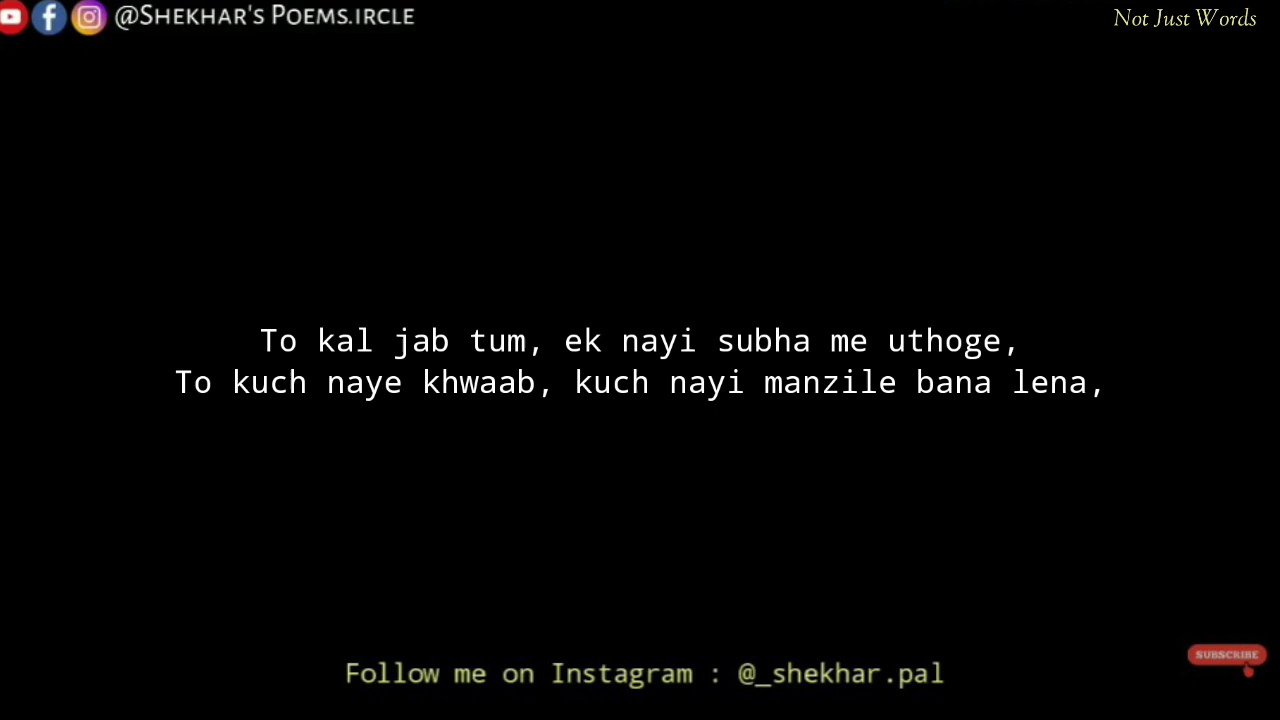 @Shekhar's Poems.ircle
Not Just Words
To kal jab tum, ek nayi subha me uthoge,
To kuch naye khwaab, kuch nayi manzile bana lena,
SUBSCRIBE
Follow me on Instagram : @_shekhar.pal